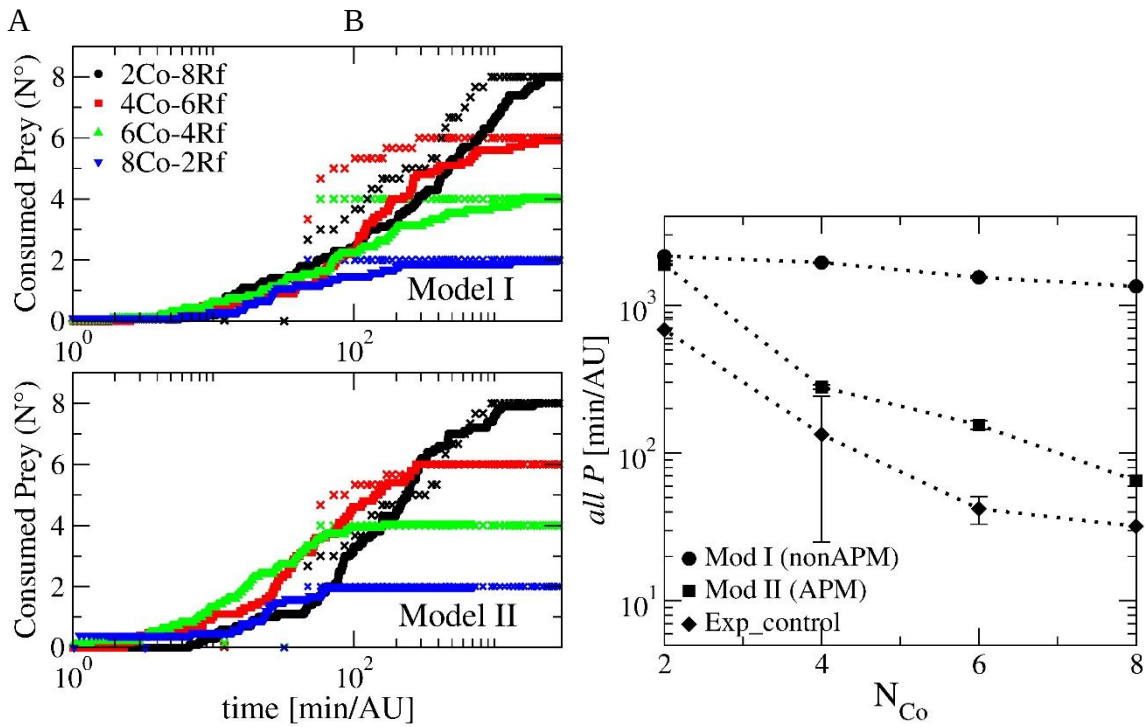 A
B
Consumed Prey (N°)
8
6
4
2
0
2Co-8Rf
4Co-6Rf
6Co-4Rf
8Co-2Rf
Model I
10^0
10^2
Consumed Prey (N°)
8
6
4
2
0
Model II
10^0
10^2
time [min/AU]
all P [min/AU]
10^3
10^2
10^1
Mod I (nonAPM)
Mod II (APM)
Exp_control
2
4
6
8
N_Co